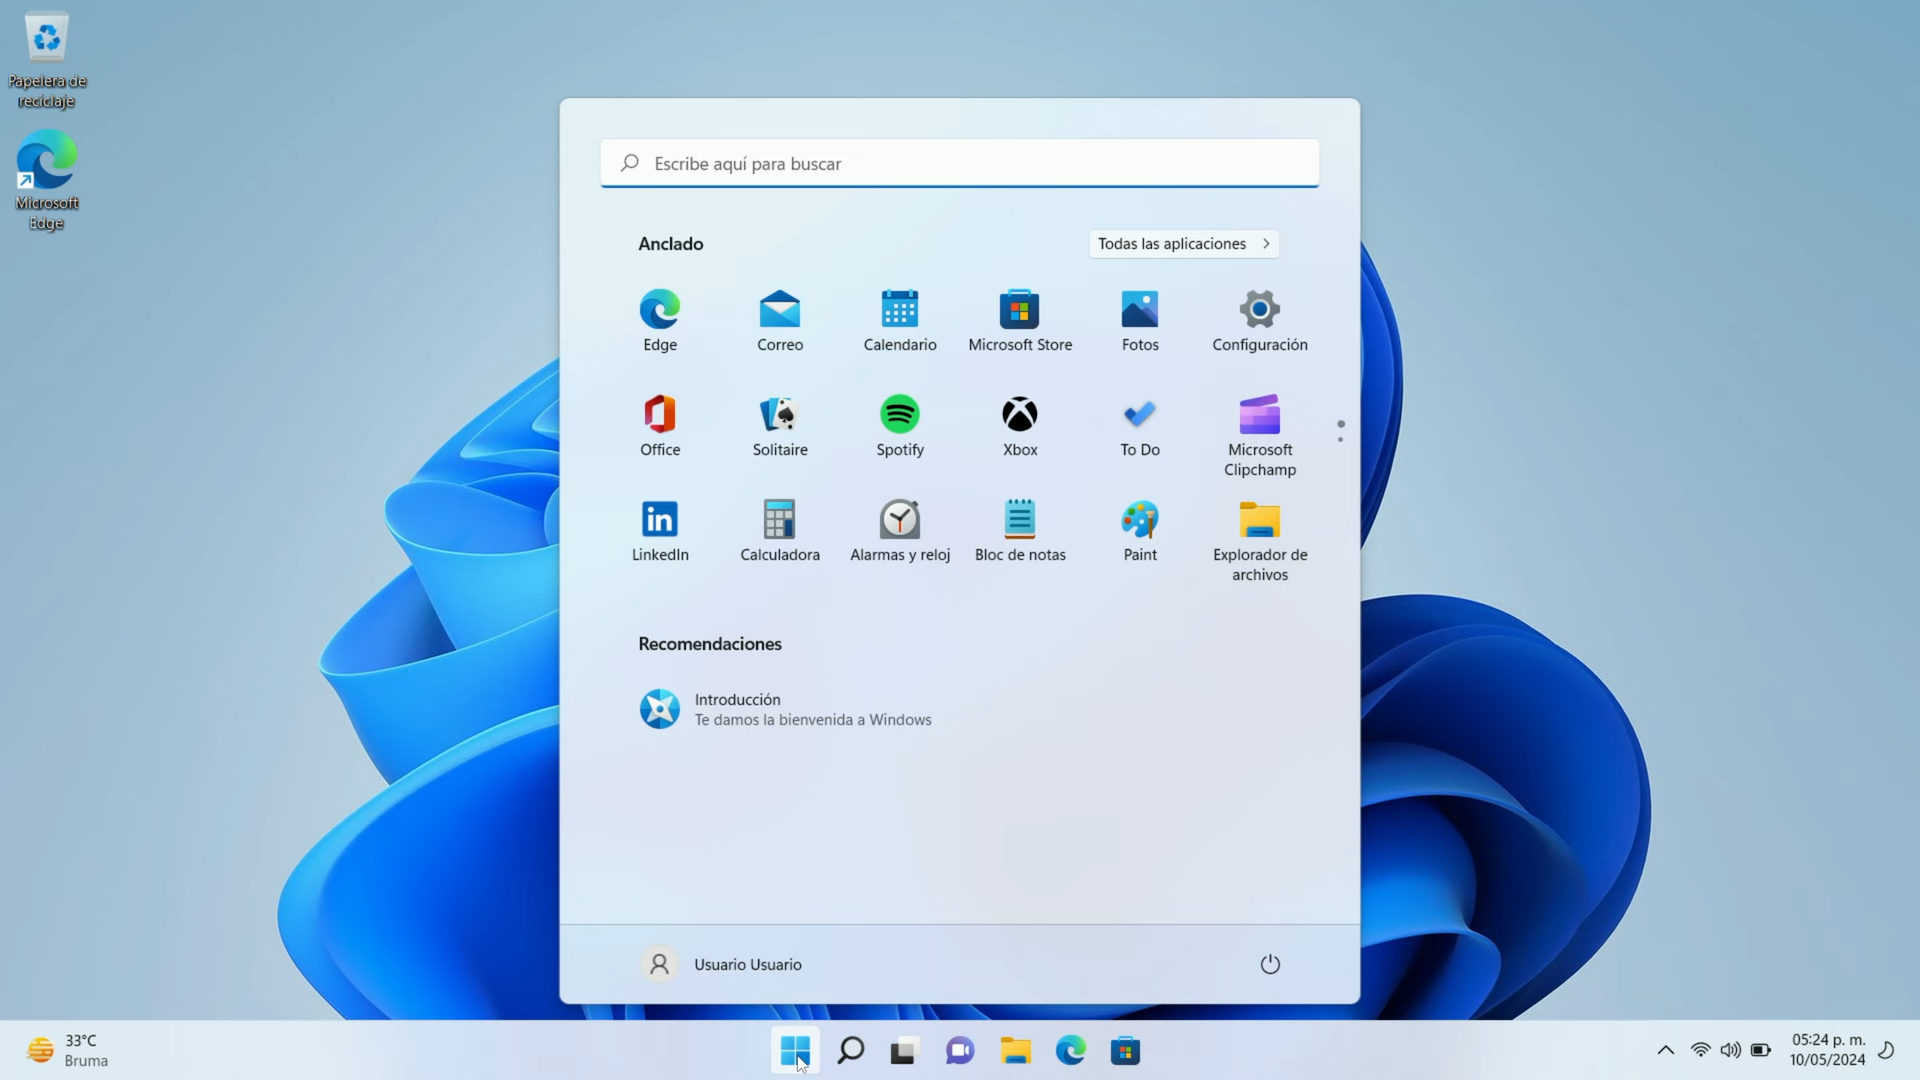 Papelera de
reciclaje
Microsoft
Edge
Escribe aquí para buscar
Anclado
Todas las aplicaciones
Edge
Correo
Calendario
Microsoft Store
Fotos
Configuración
Office
Solitaire
Spotify
Xbox
To Do
Microsoft
Clipchamp
LinkedIn
Calculadora
Alarmas y reloj
Bloc de notas
Paint
Explorador de
archivos
Recomendaciones
Introducción
Te damos la bienvenida a Windows
Usuario Usuario
33°C
Bruma
05:24 p. m.
10/05/2024